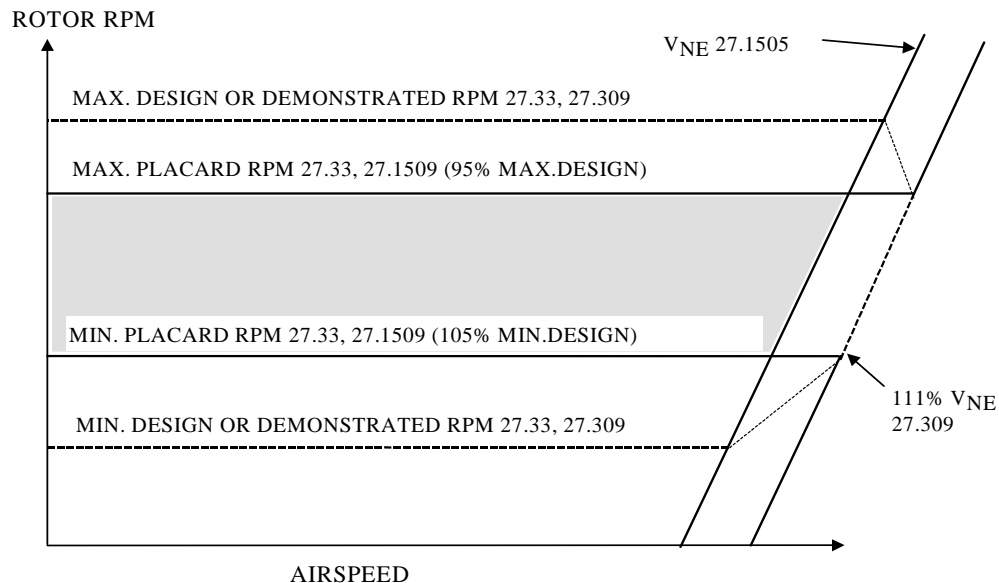 ROTOR RPM
V_NE 27.1505
MAX. DESIGN OR DEMONSTRATED RPM 27.33, 27.309
MAX. PLACARD RPM 27.33, 27.1509 (95% MAX.DESIGN)
MIN. PLACARD RPM 27.33, 27.1509 (105% MIN.DESIGN)
111% V_NE
27.309
MIN. DESIGN OR DEMONSTRATED RPM 27.33, 27.309
AIRSPEED